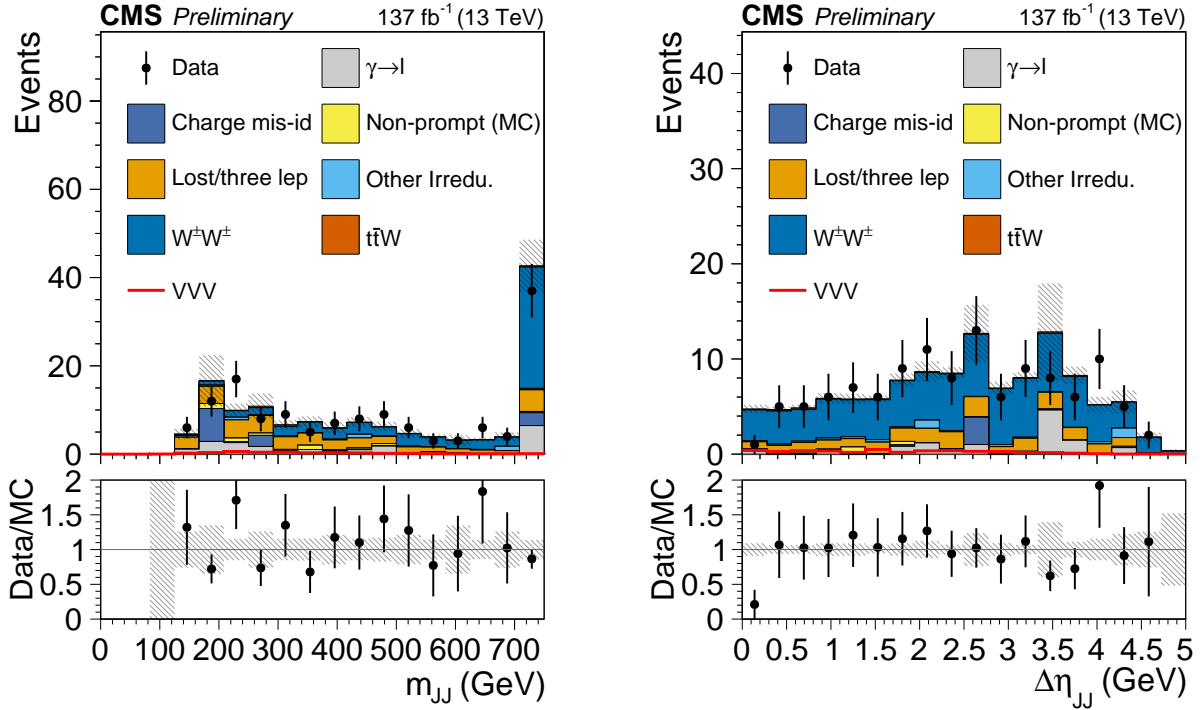 CMS Preliminary 137 fb⁻¹ (13 TeV)
Events
80
60
40
20
0
Data
γ→l
Charge mis-id
Non-prompt (MC)
Lost/three lep
Other Irredu.
W±W±
tt̄W
VVV
Data/MC
2
1.5
1
0.5
0
0 100 200 300 400 500 600 700
m_JJ (GeV)
CMS Preliminary 137 fb⁻¹ (13 TeV)
Events
40
30
20
10
0
Data
γ→l
Charge mis-id
Non-prompt (MC)
Lost/three lep
Other Irredu.
W±W±
tt̄W
VVV
Data/MC
2
1.5
1
0.5
0
0 0.5 1 1.5 2 2.5 3 3.5 4 4.5 5
Δη_JJ (GeV)